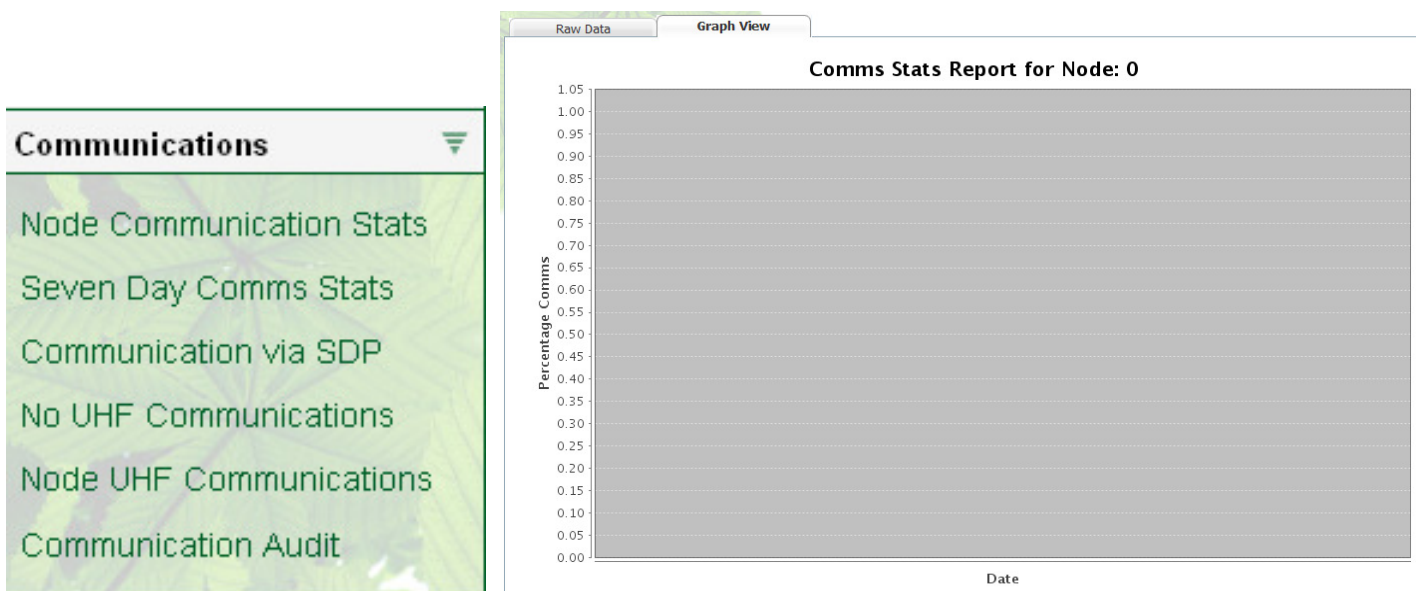 Communications
Node Communication Stats
Seven Day Comms Stats
Communication via SDP
No UHF Communications
Node UHF Communications
Communication Audit
Raw Data
Graph View
Comms Stats Report for Node: 0
1.05
1.00
0.95
0.90
0.85
0.80
0.75
0.70
0.65
0.60
0.55
0.50
0.45
0.40
0.35
0.30
0.25
0.20
0.15
0.10
0.05
0.00
Percentage Comms
Date